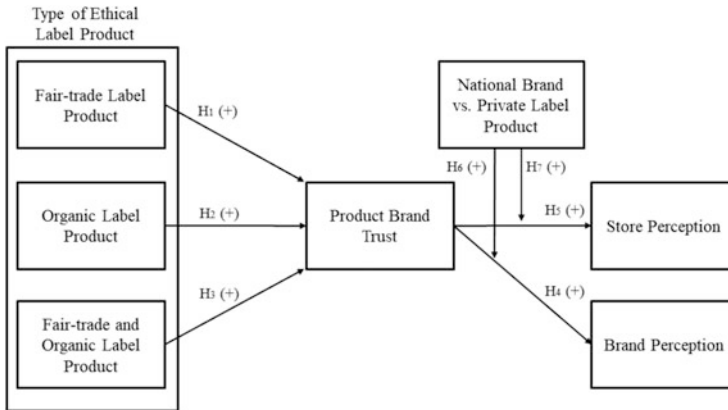 Type of Ethical
Label Product
Fair-trade Label
Product
H1 (+)
National Brand
vs. Private Label
Product
H6 (+)
H7 (+)
Organic Label
Product
H2 (+)
Product Brand
Trust
H5 (+)
Store Perception
H3 (+)
H4 (+)
Fair-trade and
Organic Label
Product
Brand Perception